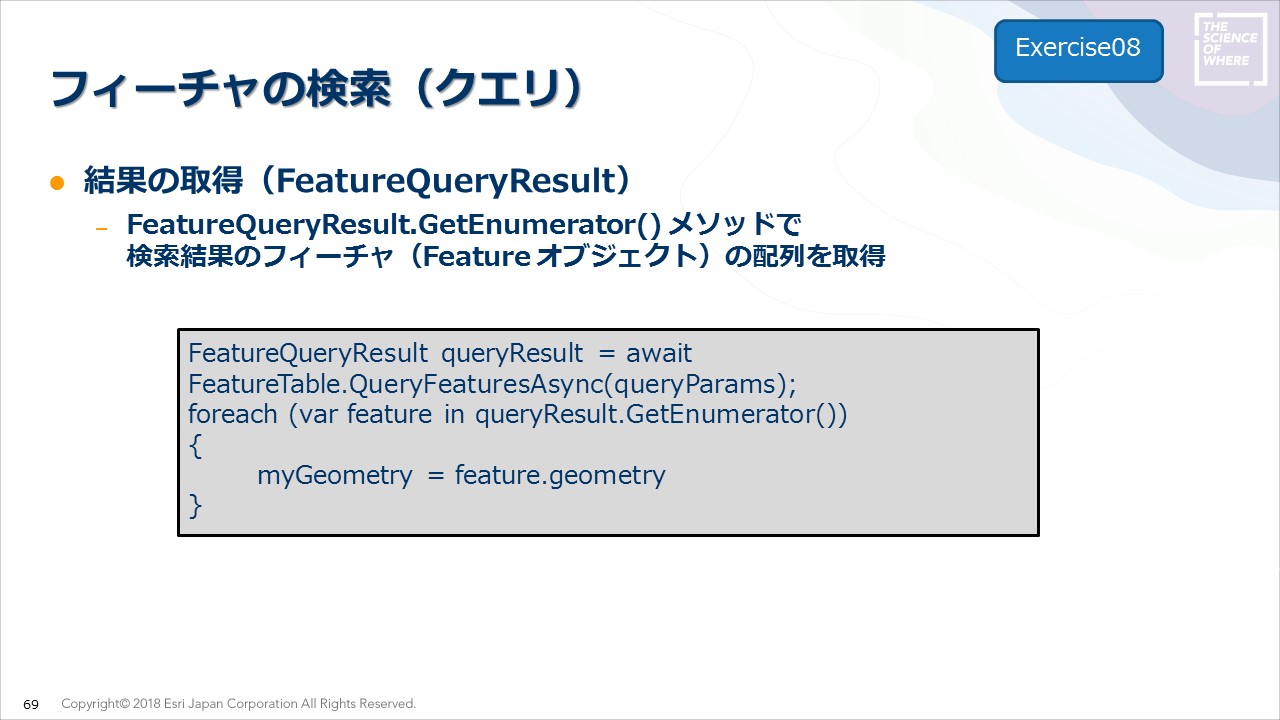 Exercise08
THE
SCIENCE
OF
WHERE
フィーチャの検索（クエリ）
● 結果の取得（FeatureQueryResult）
– FeatureQueryResult.GetEnumerator() メソッドで
検索結果のフィーチャ（Feature オブジェクト）の配列を取得
FeatureQueryResult queryResult = await
FeatureTable.QueryFeaturesAsync(queryParams);
foreach (var feature in queryResult.GetEnumerator())
{
myGeometry = feature.geometry
}
69 Copyright© 2018 Esri Japan Corporation All Rights Reserved.